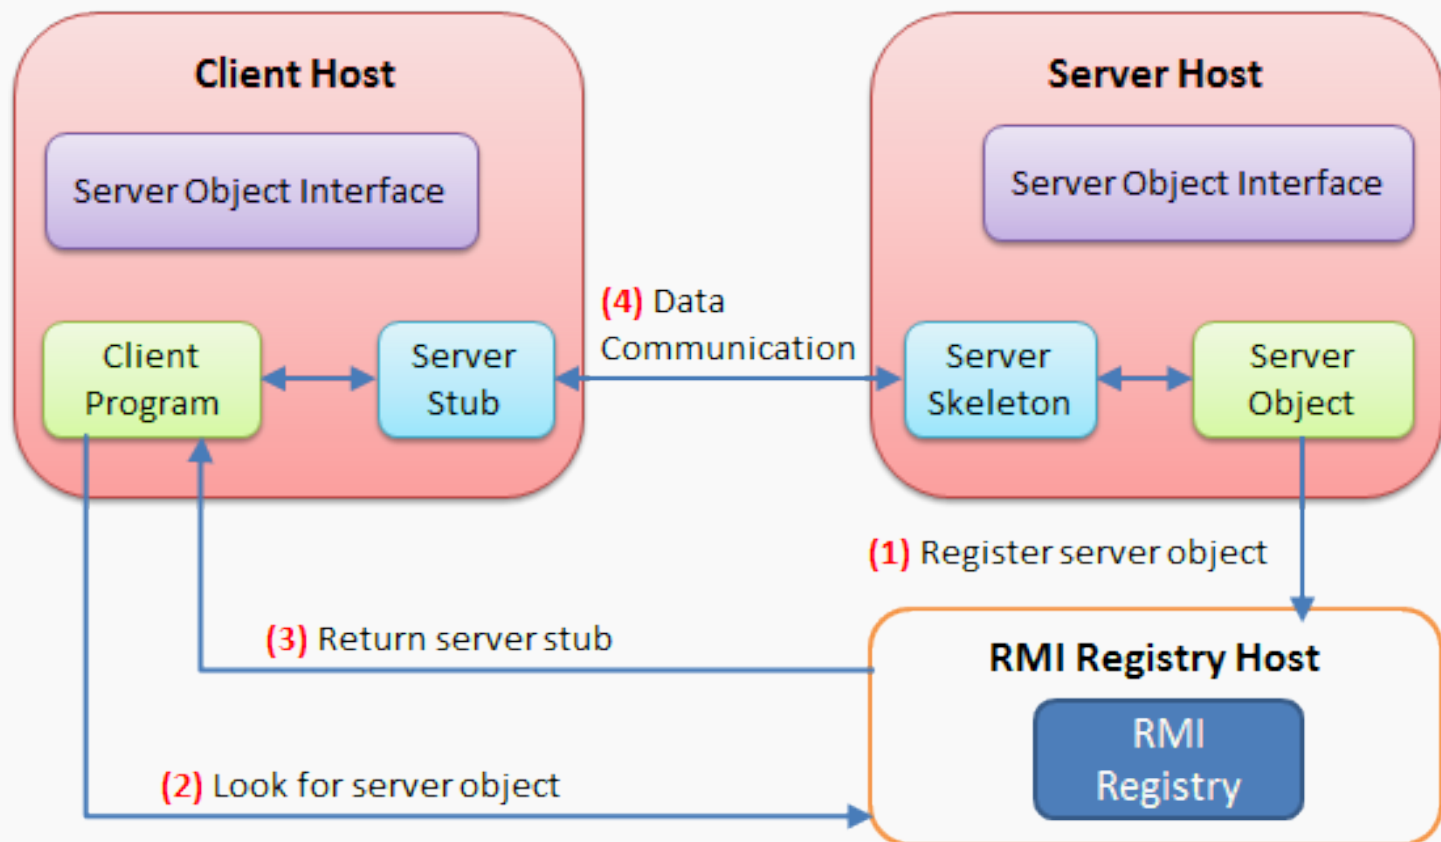 Client Host
Server Object Interface
Client
Program
Server
Stub
(4) Data
Communication
Server Host
Server Object Interface
Server
Skeleton
Server
Object
(1) Register server object
(3) Return server stub
(2) Look for server object
RMI Registry Host
RMI
Registry